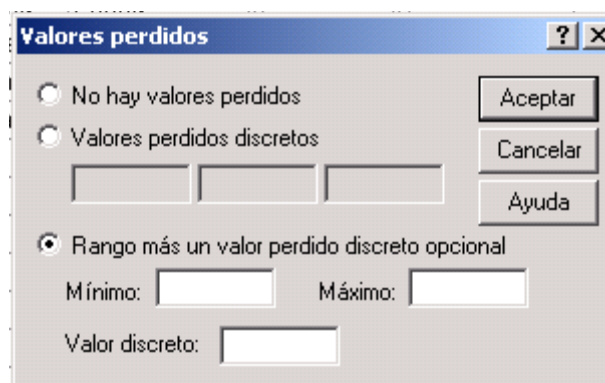 Valores perdidos
No hay valores perdidos
Aceptar
Valores perdidos discretos
Cancelar
Ayuda
Rango más un valor perdido discreto opcional
Mínimo: Máximo:
Valor discreto: